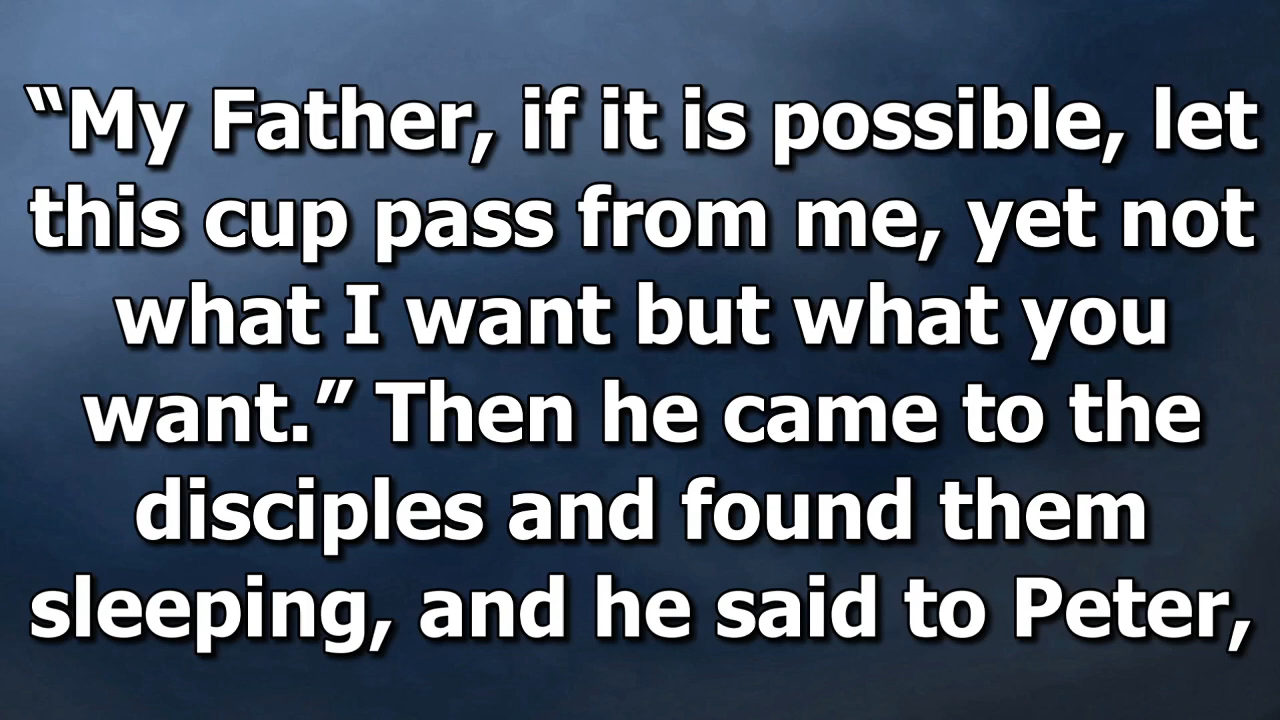 “My Father, if it is possible, let
this cup pass from me, yet not
what I want but what you
want.” Then he came to the
disciples and found them
sleeping, and he said to Peter,